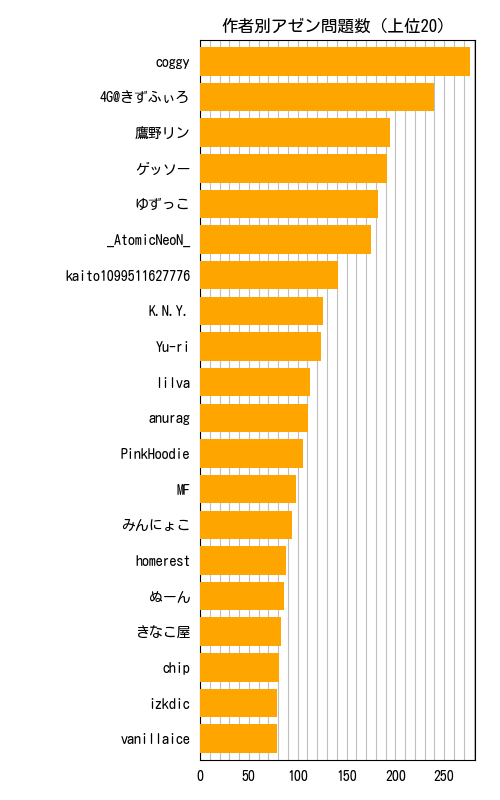 作者別アゼン問題数（上位20）
coggy
4G@きずふぃろ
鷹野リン
ゲッソー
ゆずっこ
_AtomicNeoN_
kaito1099511627776
K.N.Y.
Yu-ri
lilva
anurag
PinkHoodie
MF
みんにょこ
homerest
ぬーん
きなこ屋
chip
izkdic
vanillaice
0 50 100 150 200 250